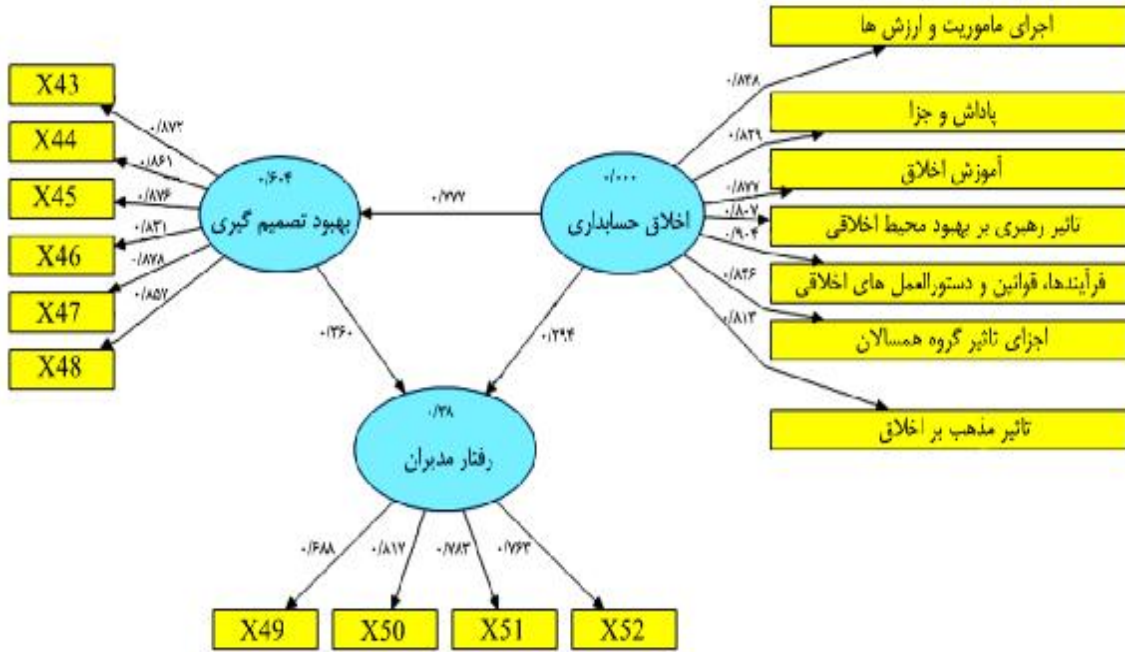 اجرای ماموریت و ارزش ها
۰/۸۴۸
X43
۰/۸۷۲
پاداش و جزا
۰/۸۲۹
X44
۰/۸۶۱
۰/۶۰۴
بهبود تصمیم گیری
۰/۷۷۷
۰/۰۰۰
اخلاق حسابداری
آموزش اخلاق
۰/۸۷۷
X45
۰/۸۷۶
تاثیر رهبری بر بهبود محیط اخلاقی
۰/۸۰۷
X46
۰/۸۳۱
فرآیندها، قوانین و دستورالعمل های اخلاقی
۰/۹۰۴
X47
۰/۸۷۸
اجزای تاثیر گروه همسالان
۰/۸۴۶
X48
۰/۸۵۷
تاثیر مذهب بر اخلاق
۰/۸۱۳
۰/۳۶۰
۰/۲۹۴
۰/۳۸
رفتار مدیران
۰/۶۸۸
۰/۸۱۷
۰/۷۸۳
۰/۷۶۳
X49
X50
X51
X52